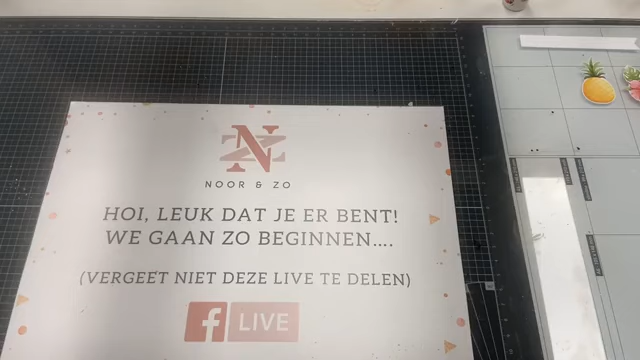 NZ
NOOR & ZO
HOI, LEUK DAT JE ER BENT!
WE GAAN ZO BEGINNEN....
(VERGEET NIET DEZE LIVE TE DELEN)
f LIVE